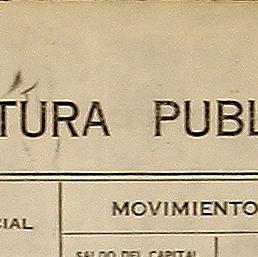 TURA PUBL
MOVIMIENTO
CIAL
SALDO DEL CAPITAL